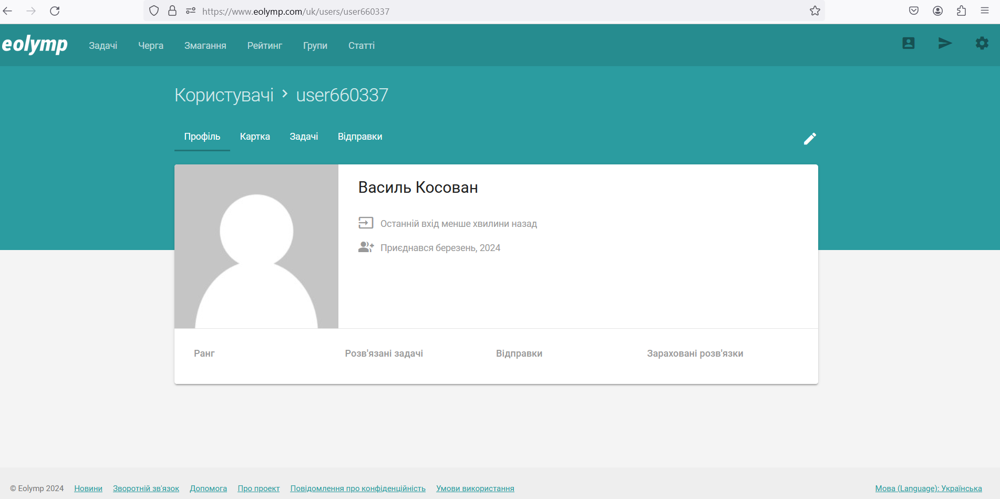 https://www.eolymp.com/uk/users/user660337
eolymp Задачі Черга Змагання Рейтинг Групи Статті
Користувачі > user660337
Профіль Картка Задачі Відправки
Василь Косован
Останній вхід менше хвилини назад
Приєднався березень, 2024
Ранг Розв'язані задачі Відправки Зараховані розв'язки
© Eolymp 2024 Новини Зворотній зв'язок Допомога Про проект Повідомлення про конфіденційність Умови використання Мова (Language): Українська